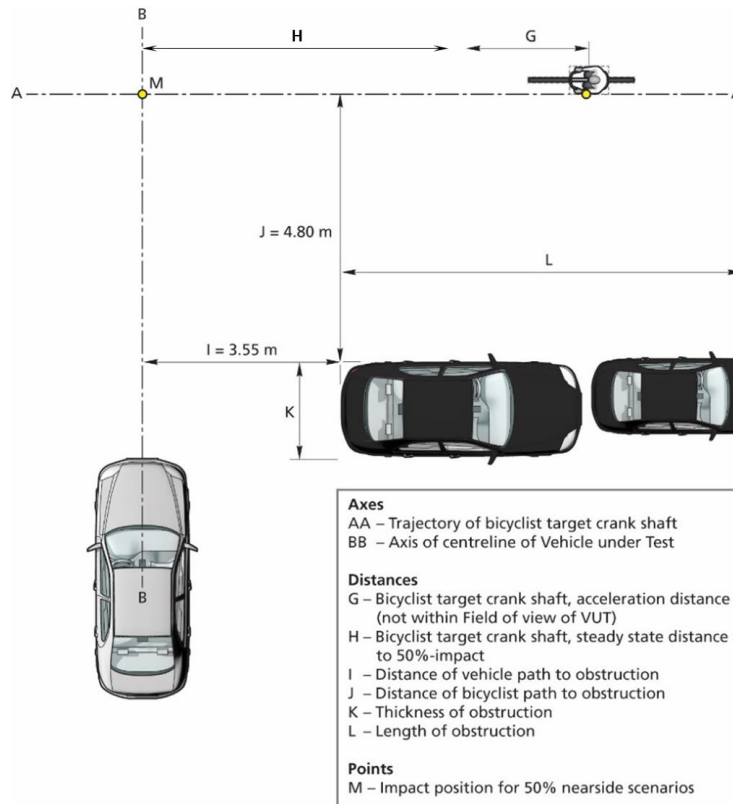 B
H
G
M
A
J = 4.80 m
L
I = 3.55 m
K
B
Axes
AA – Trajectory of bicyclist target crank shaft
BB – Axis of centreline of Vehicle under Test
Distances
G – Bicyclist target crank shaft, acceleration distance
(not within Field of view of VUT)
H – Bicyclist target crank shaft, steady state distance
to 50%-impact
I – Distance of vehicle path to obstruction
J – Distance of bicyclist path to obstruction
K – Thickness of obstruction
L – Length of obstruction
Points
M – Impact position for 50% nearside scenarios